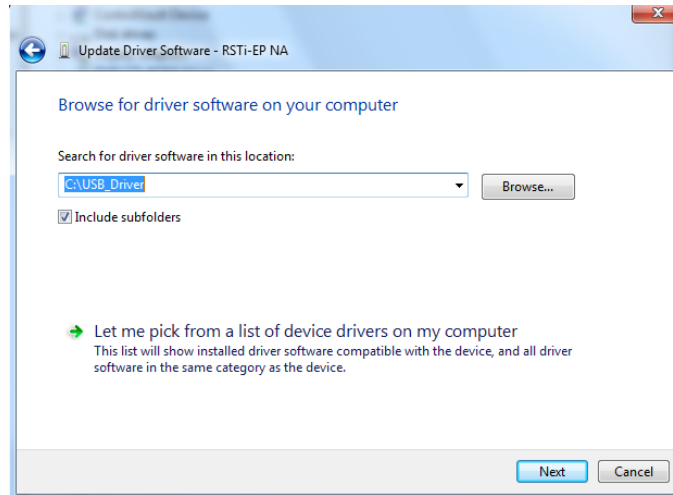 Update Driver Software - RSTi-EP NA
Browse for driver software on your computer
Search for driver software in this location:
C:\USB_Driver
Browse...
Include subfolders
Let me pick from a list of device drivers on my computer
This list will show installed driver software compatible with the device, and all driver
software in the same category as the device.
Next
Cancel